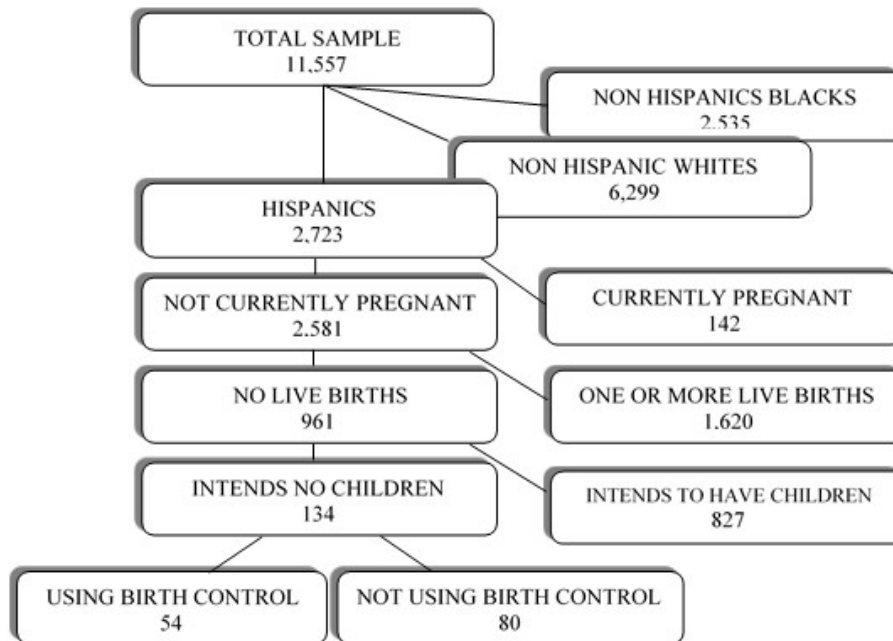 TOTAL SAMPLE
11,557
NON HISPANICS BLACKS
2,535
NON HISPANIC WHITES
6,299
HISPANICS
2,723
NOT CURRENTLY PREGNANT
2,581
CURRENTLY PREGNANT
142
NO LIVE BIRTHS
961
ONE OR MORE LIVE BIRTHS
1,620
INTENDS NO CHILDREN
134
INTENDS TO HAVE CHILDREN
827
USING BIRTH CONTROL
54
NOT USING BIRTH CONTROL
80